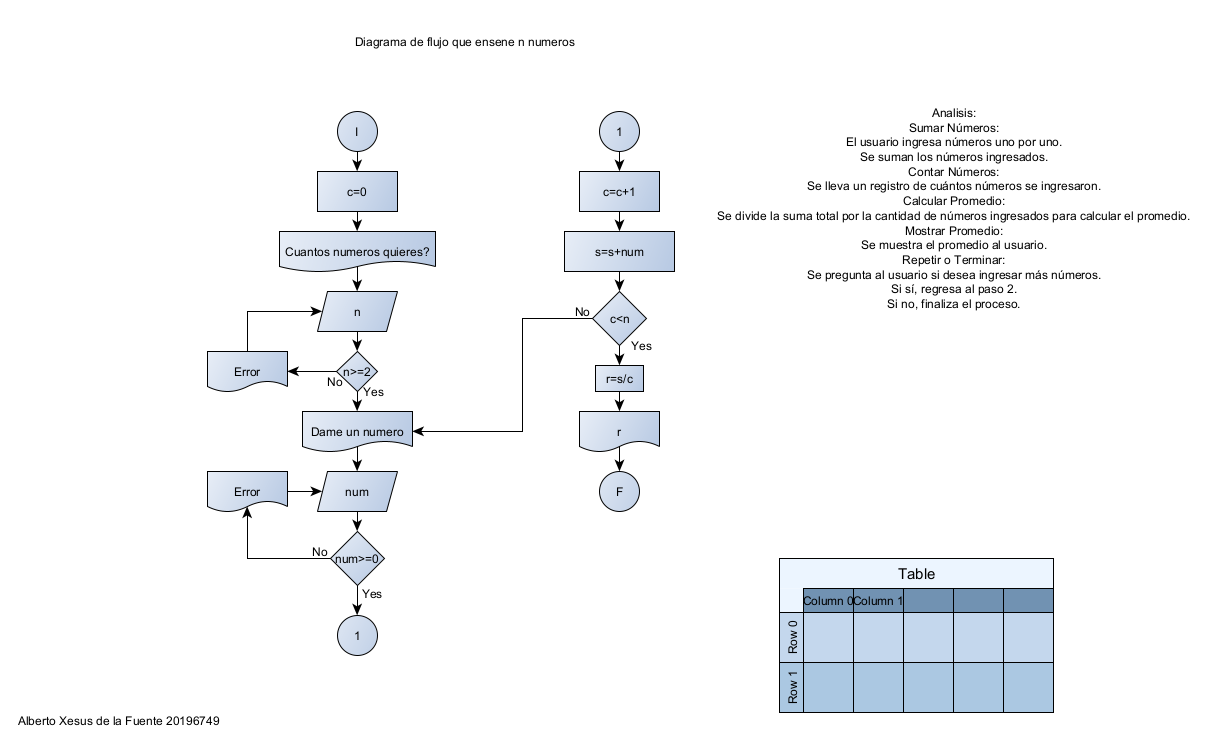 Diagrama de flujo que ensene n numeros
I
c=0
Cuantos numeros quieres?
n
Error
n>=2
No
Yes
Dame un numero
Error
num
No
num>=0
Yes
1
1
c=c+1
s=s+num
No
c<n
Yes
r=s/c
r
F
Analisis:
Sumar Números:
El usuario ingresa números uno por uno.
Se suman los números ingresados.
Contar Números:
Se lleva un registro de cuántos números se ingresaron.
Calcular Promedio:
Se divide la suma total por la cantidad de números ingresados para calcular el promedio.
Mostrar Promedio:
Se muestra el promedio al usuario.
Repetir o Terminar:
Se pregunta al usuario si desea ingresar más números.
Si sí, regresa al paso 2.
Si no, finaliza el proceso.
Table
Column 0 Column 1
Row 0
Row 1
Alberto Xesus de la Fuente 20196749